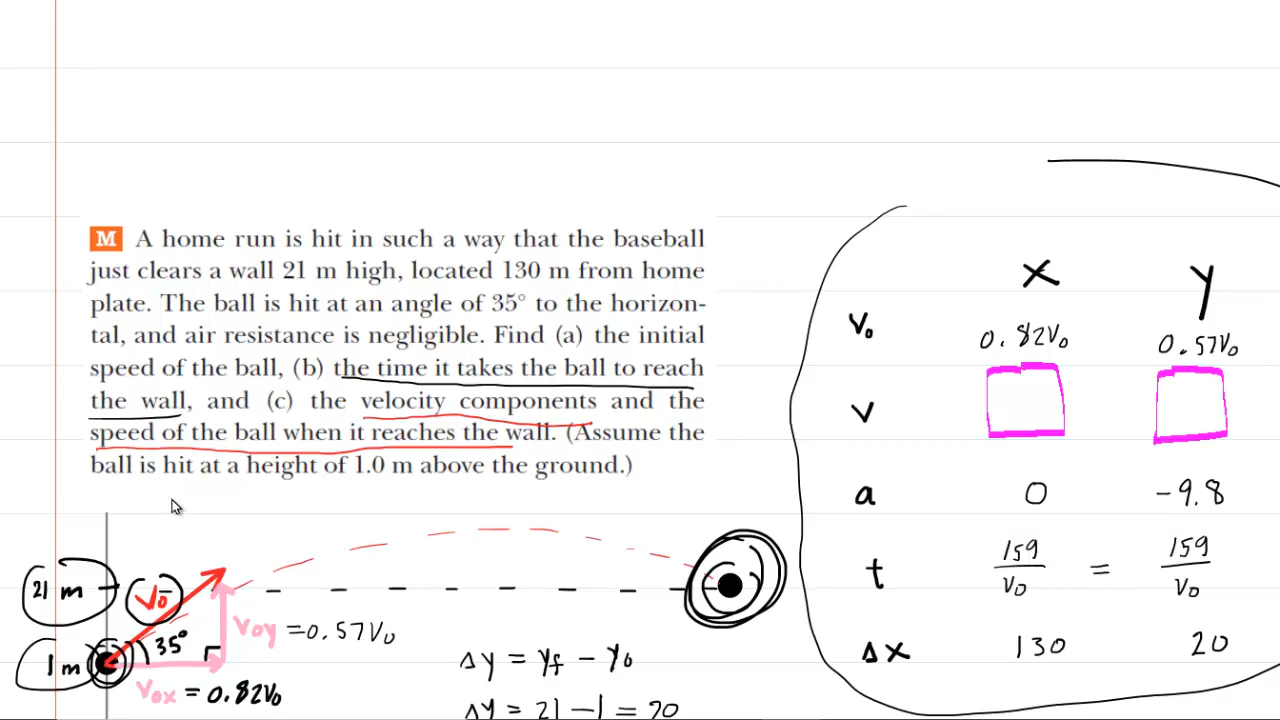 M A home run is hit in such a way that the baseball
just clears a wall 21 m high, located 130 m from home
plate. The ball is hit at an angle of 35° to the horizon-
tal, and air resistance is negligible. Find (a) the initial
speed of the ball, (b) the time it takes the ball to reach
the wall, and (c) the velocity components and the
speed of the ball when it reaches the wall. (Assume the
ball is hit at a height of 1.0 m above the ground.)
x y
v₀ 0.82V₀ 0.57V₀
v
a 0 -9.8
t 159/V₀ = 159/V₀
Δx 130 20
21 m
V₀
35°
1 m
V₀y = 0.57V₀
V₀x = 0.82V₀
Δy = yf - y₀
Δy = 21 - 1 = 20